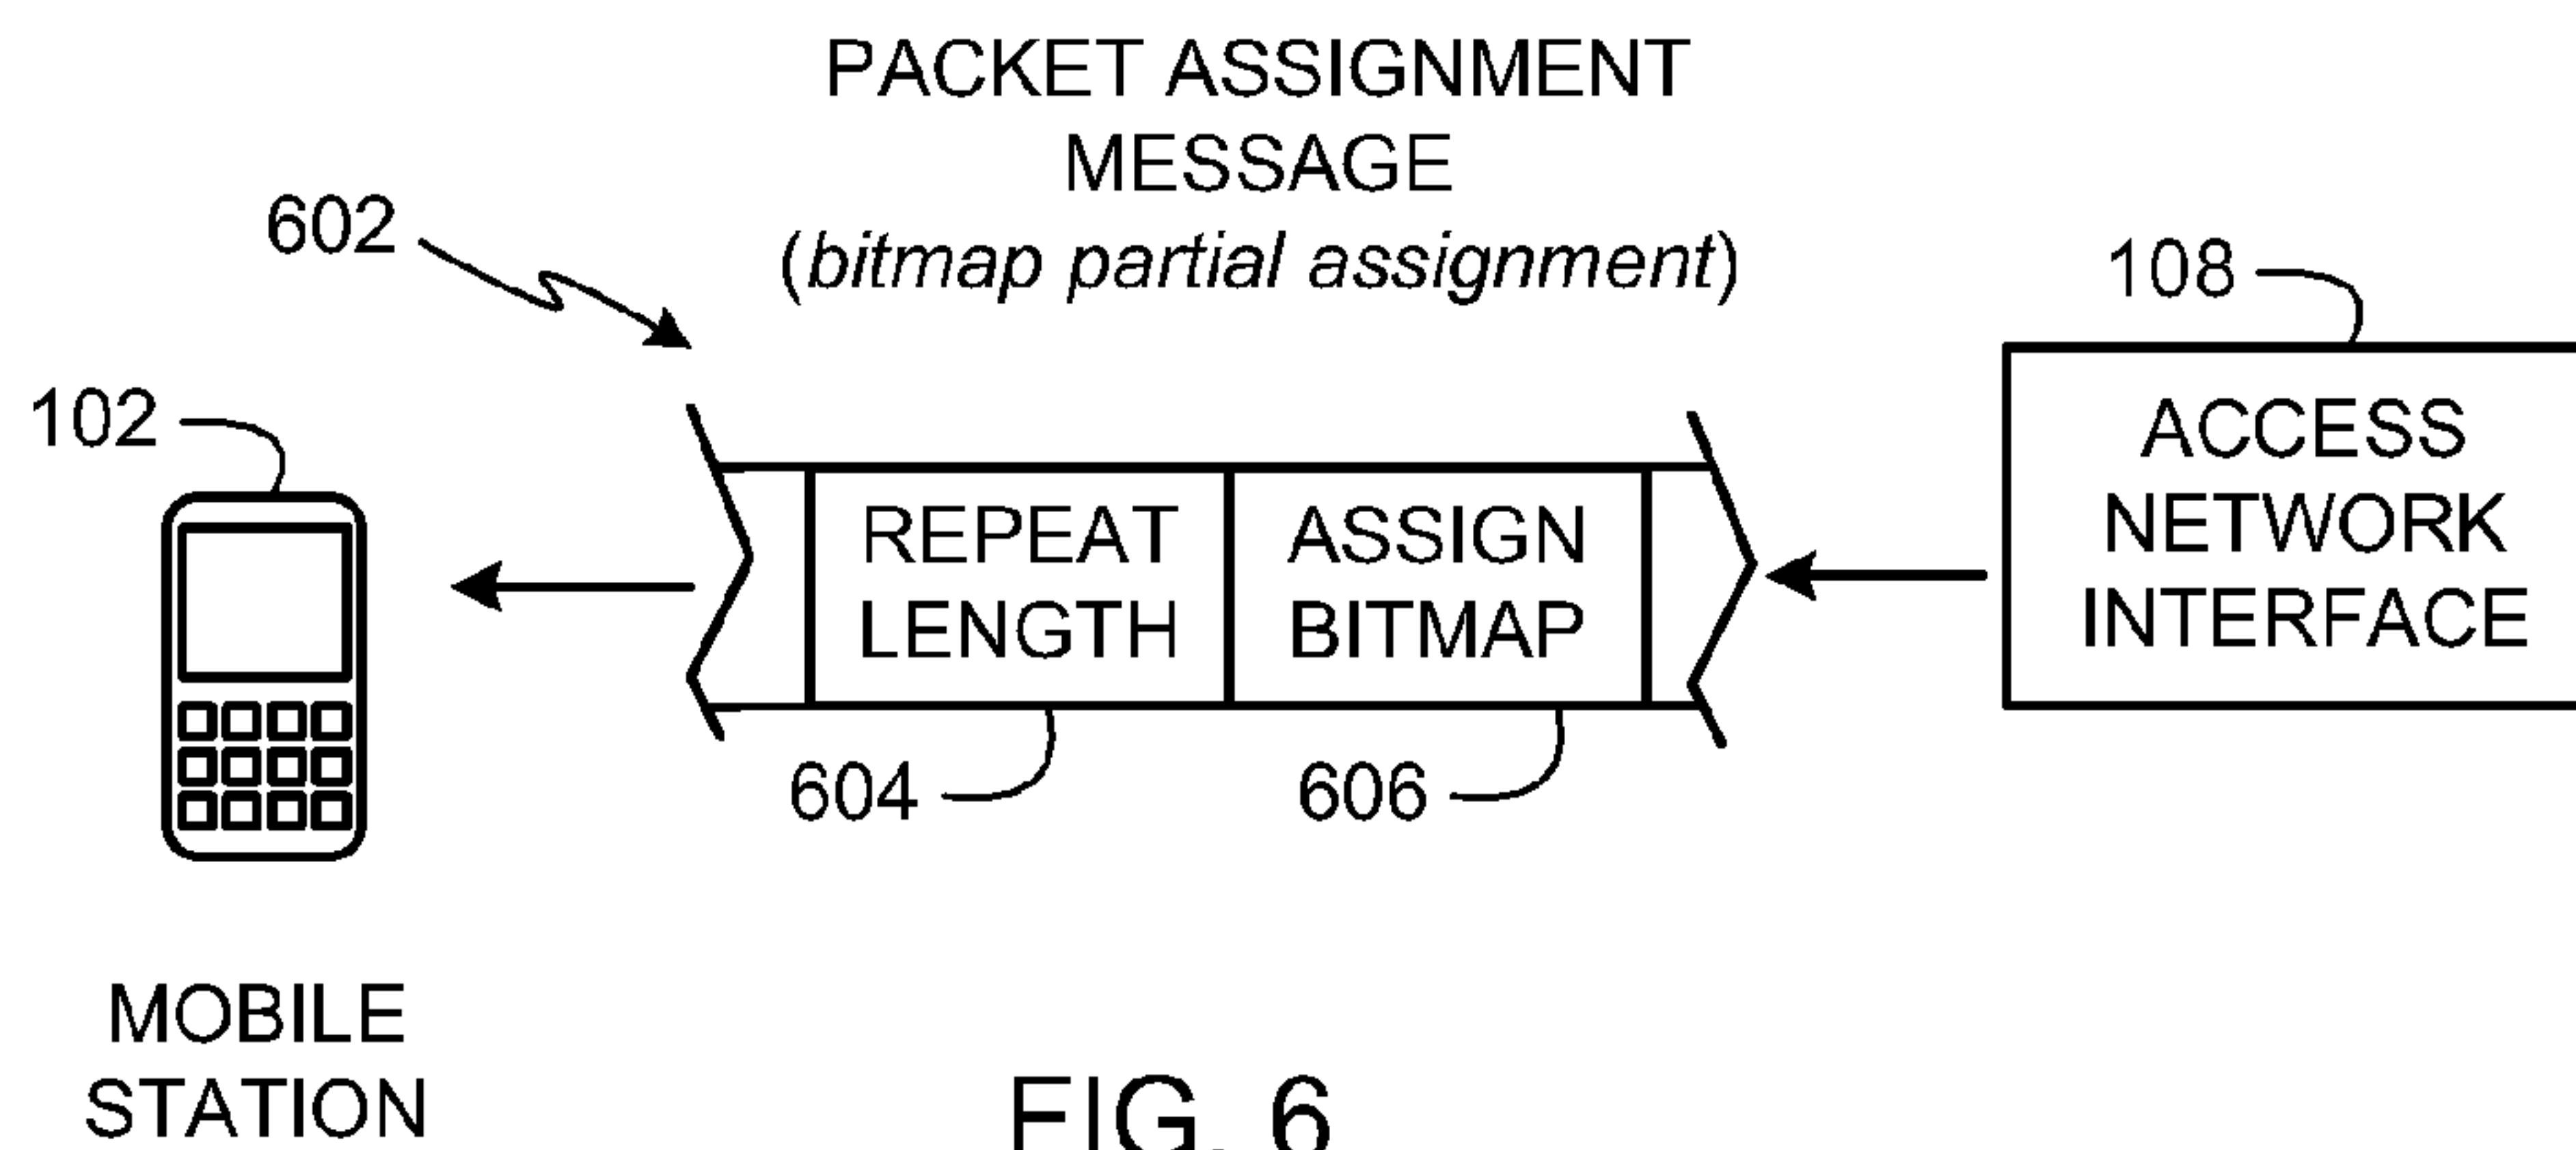 PACKET ASSIGNMENT
MESSAGE
(bitmap partial assignment)
602
108
102
REPEAT
LENGTH
ASSIGN
BITMAP
ACCESS
NETWORK
INTERFACE
604
606
MOBILE
STATION
FIG. 6